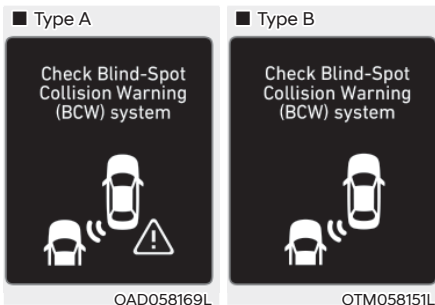 ■ Type A
Check Blind-Spot
Collision Warning
(BCW) system
OAD058169L
■ Type B
Check Blind-Spot
Collision Warning
(BCW) system
OTM058151L